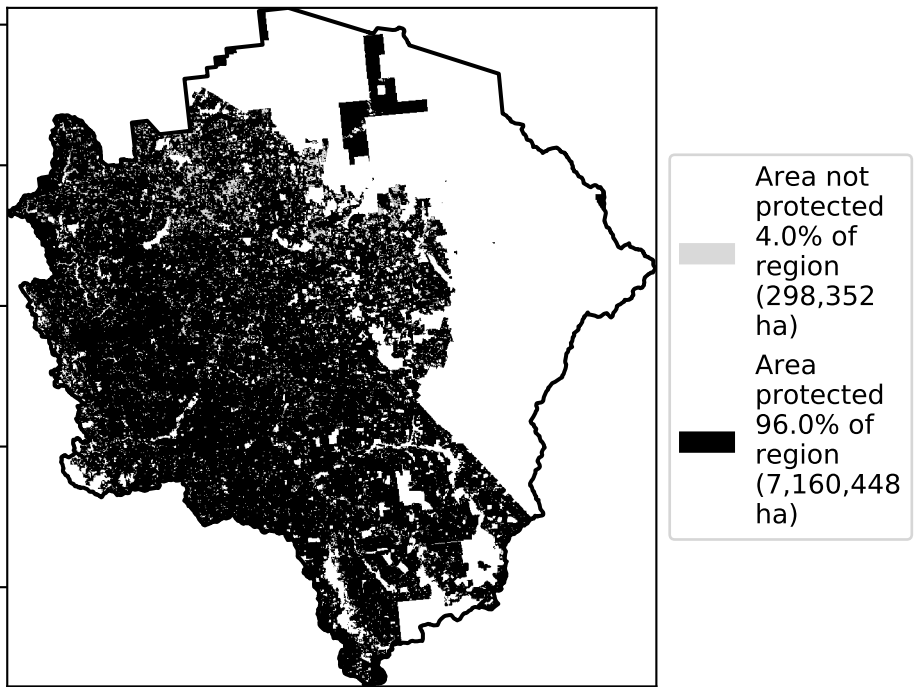 Area not
protected
4.0% of
region
(298,352
ha)
Area
protected
96.0% of
region
(7,160,448
ha)